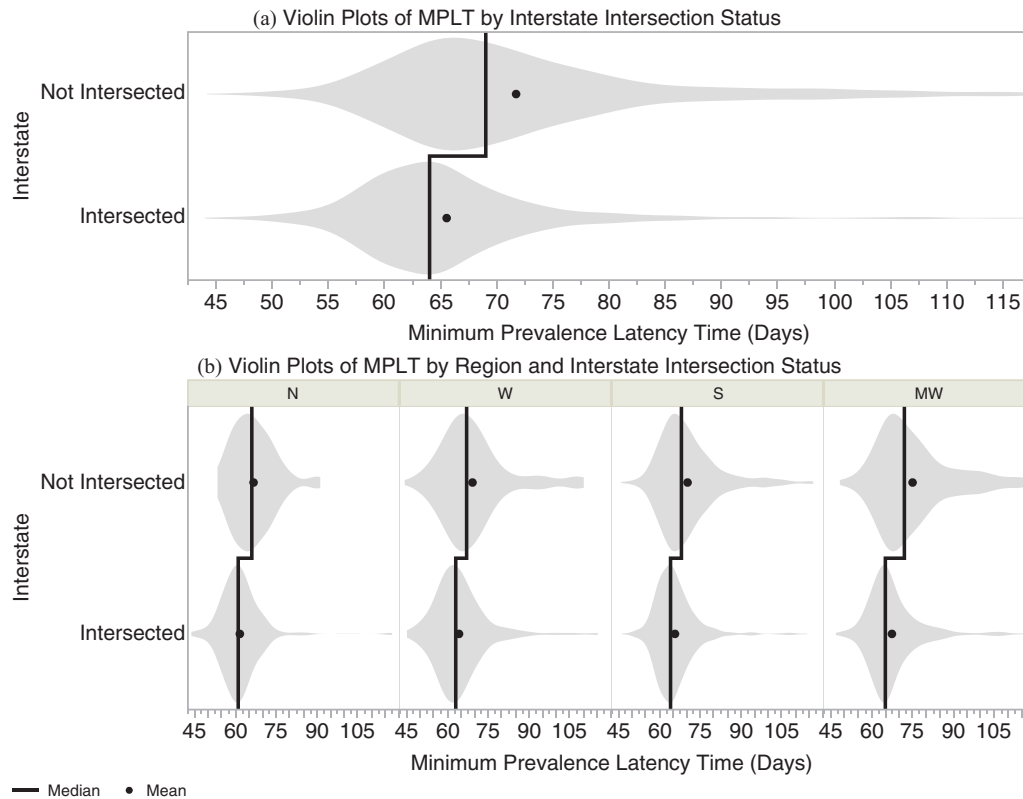 (a) Violin Plots of MPLT by Interstate Intersection Status
Interstate
Not Intersected
Intersected
45 50 55 60 65 70 75 80 85 90 95 100 105 110 115
Minimum Prevalence Latency Time (Days)
(b) Violin Plots of MPLT by Region and Interstate Intersection Status
N W S MW
Interstate
Not Intersected
Intersected
45 60 75 90 105 45 60 75 90 105 45 60 75 90 105 45 60 75 90 105
Minimum Prevalence Latency Time (Days)
Median Mean